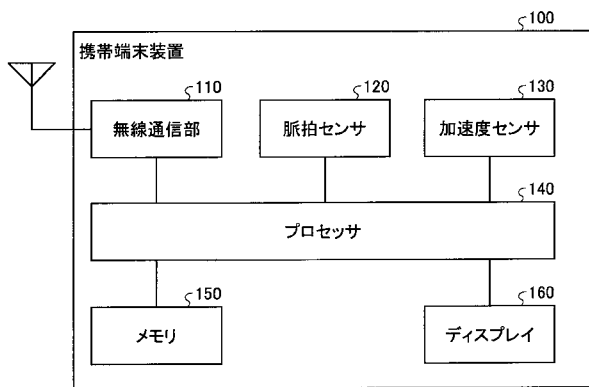 100
携帯端末装置
110
無線通信部
120
脈拍センサ
130
加速度センサ
140
プロセッサ
150
メモリ
160
ディスプレイ